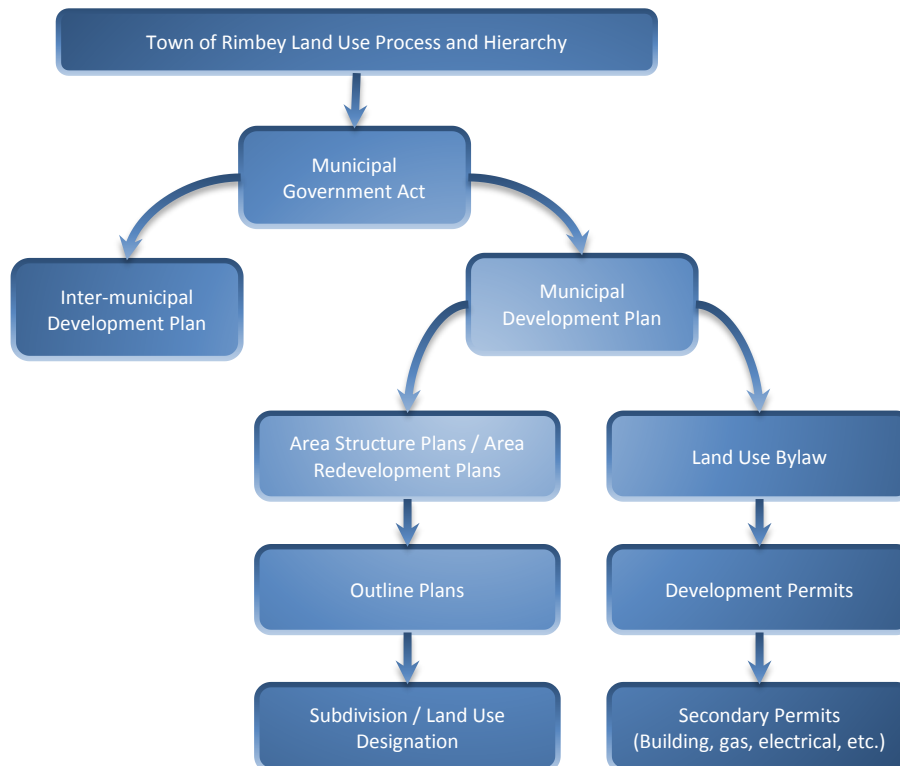 Town of Rimbey Land Use Process and Hierarchy
Municipal
Government Act
Inter-municipal
Development Plan
Municipal
Development Plan
Area Structure Plans / Area
Redevelopment Plans
Land Use Bylaw
Outline Plans
Development Permits
Subdivision / Land Use
Designation
Secondary Permits
(Building, gas, electrical, etc.)